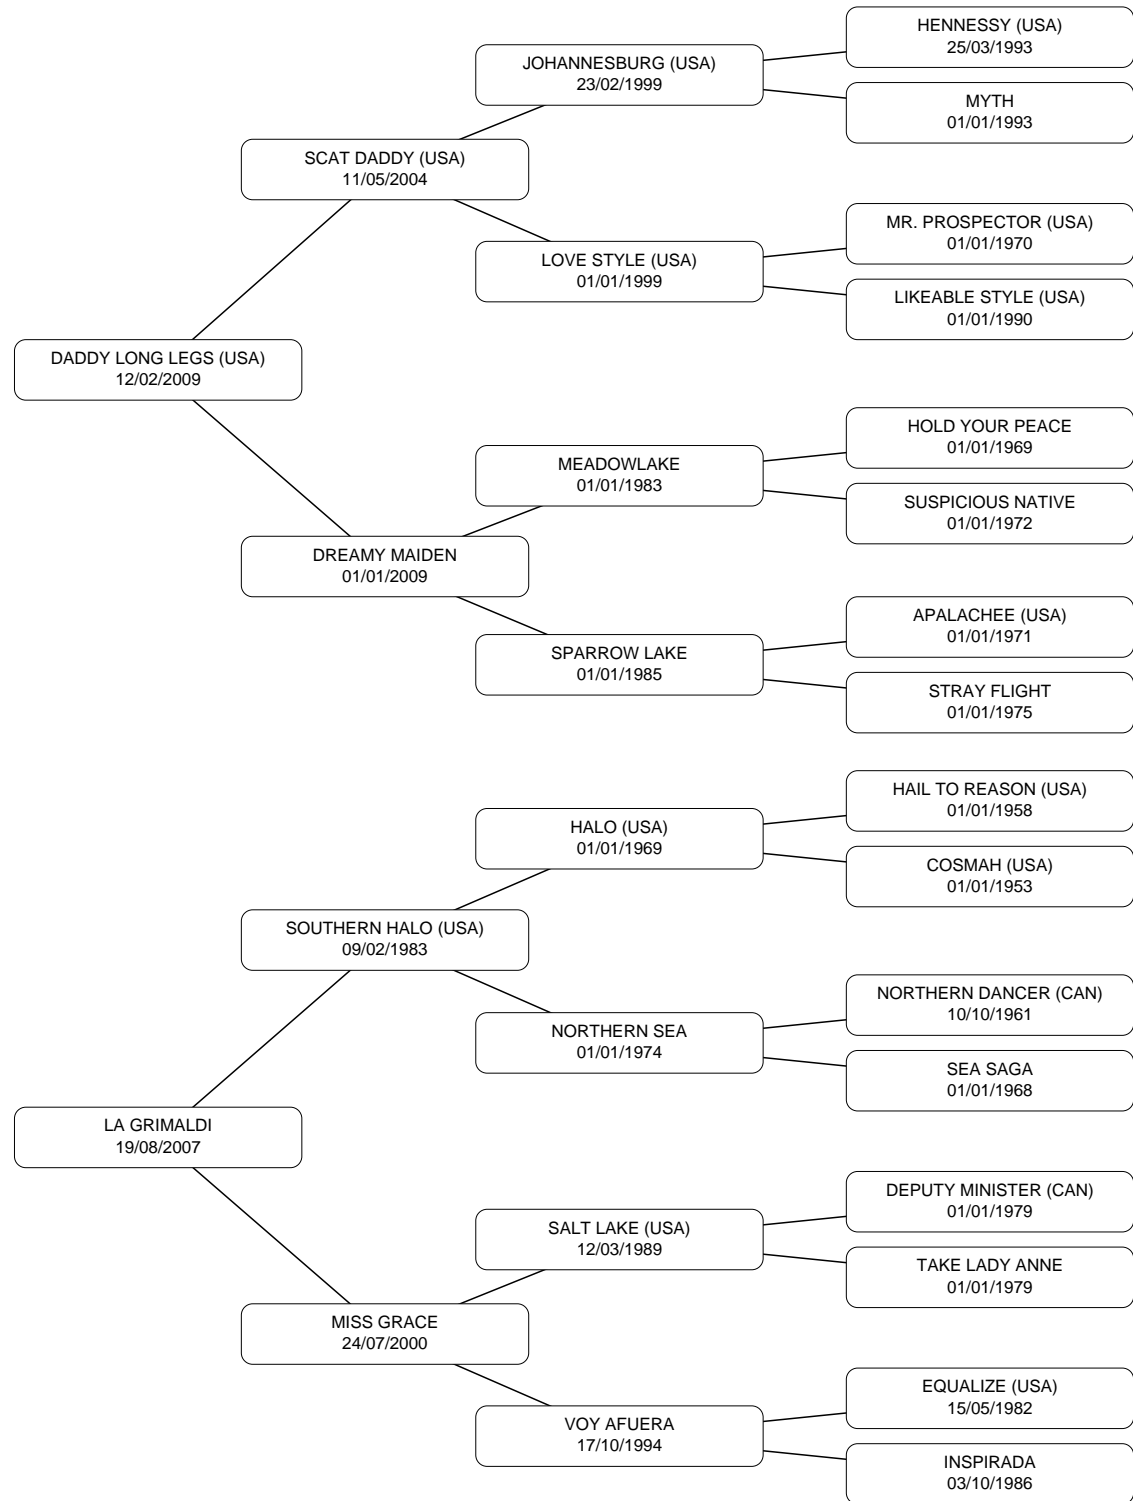 HENNESSY (USA)
25/03/1993
JOHANNESBURG (USA)
23/02/1999
MYTH
01/01/1993
SCAT DADDY (USA)
11/05/2004
MR. PROSPECTOR (USA)
01/01/1970
LOVE STYLE (USA)
01/01/1999
LIKEABLE STYLE (USA)
01/01/1990
DADDY LONG LEGS (USA)
12/02/2009
HOLD YOUR PEACE
01/01/1969
MEADOWLAKE
01/01/1983
SUSPICIOUS NATIVE
01/01/1972
DREAMY MAIDEN
01/01/2009
APALACHEE (USA)
01/01/1971
SPARROW LAKE
01/01/1985
STRAY FLIGHT
01/01/1975
HAIL TO REASON (USA)
01/01/1958
HALO (USA)
01/01/1969
COSMAH (USA)
01/01/1953
SOUTHERN HALO (USA)
09/02/1983
NORTHERN DANCER (CAN)
10/10/1961
NORTHERN SEA
01/01/1974
SEA SAGA
01/01/1968
LA GRIMALDI
19/08/2007
DEPUTY MINISTER (CAN)
01/01/1979
SALT LAKE (USA)
12/03/1989
TAKE LADY ANNE
01/01/1979
MISS GRACE
24/07/2000
EQUALIZE (USA)
15/05/1982
VOY AFUERA
17/10/1994
INSPIRADA
03/10/1986